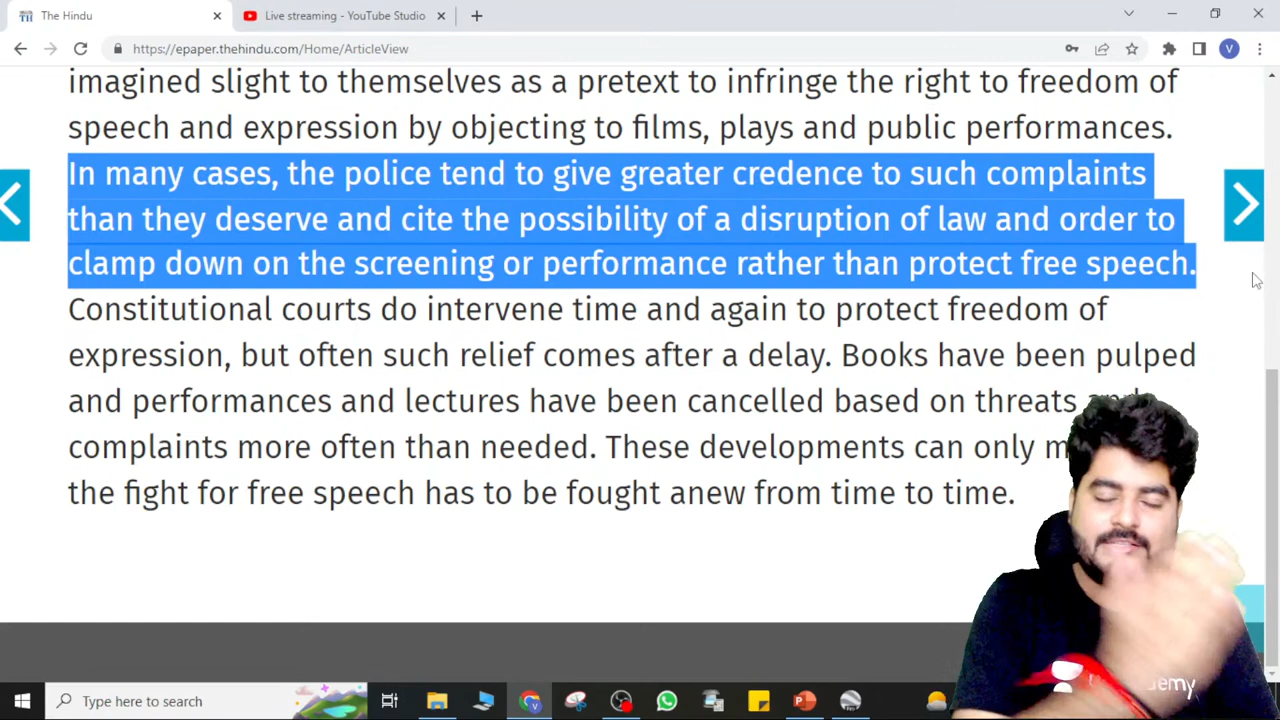 The Hindu
Live streaming - YouTube Studio
https://epaper.thehindu.com/Home/ArticleView
V
imagined slight to themselves as a pretext to infringe the right to freedom of
speech and expression by objecting to films, plays and public performances.
In many cases, the police tend to give greater credence to such complaints
than they deserve and cite the possibility of a disruption of law and order to
clamp down on the screening or performance rather than protect free speech.
Constitutional courts do intervene time and again to protect freedom of
expression, but often such relief comes after a delay. Books have been pulped
and performances and lectures have been cancelled based on threats
complaints more often than needed. These developments can only
the fight for free speech has to be fought anew from time to time.
Type here to search